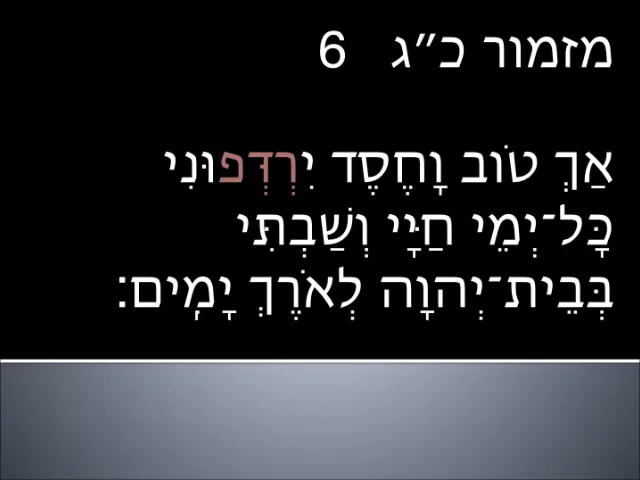 מזמור כ״ג 6
אַךְ טוֹב וָחֶסֶד יִרְדְּפוּנִי
כָּל־יְמֵי חַיָּי וְשַׁבְתִּי
בְּבֵית־יְהוָה לְאֹרֶךְ יָמִֽים׃